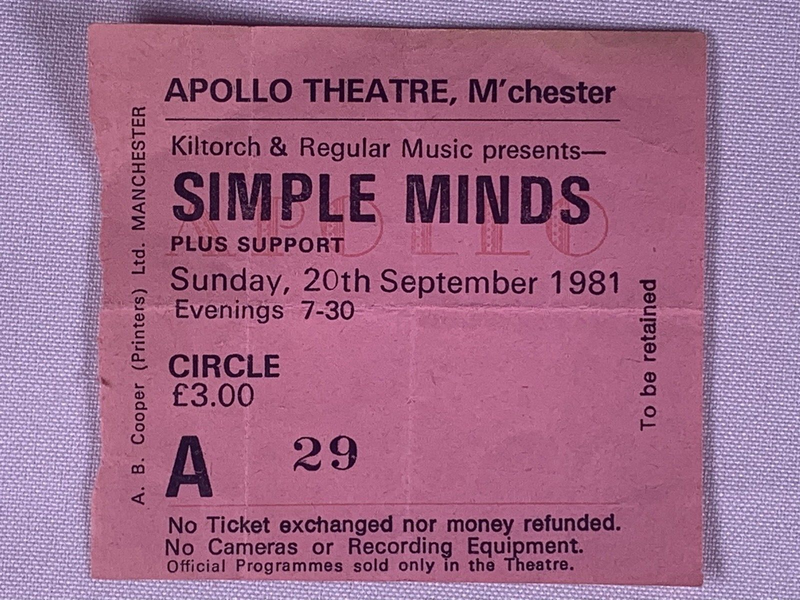 APOLLO THEATRE, M'chester
Kiltorch & Regular Music presents—
SIMPLE MINDS
APOLLO
PLUS SUPPORT
Sunday, 20th September 1981
Evenings 7-30
CIRCLE
£3.00
A 29
No Ticket exchanged nor money refunded.
No Cameras or Recording Equipment.
Official Programmes sold only in the Theatre.
A. B. Cooper (Printers) Ltd. MANCHESTER
To be retained